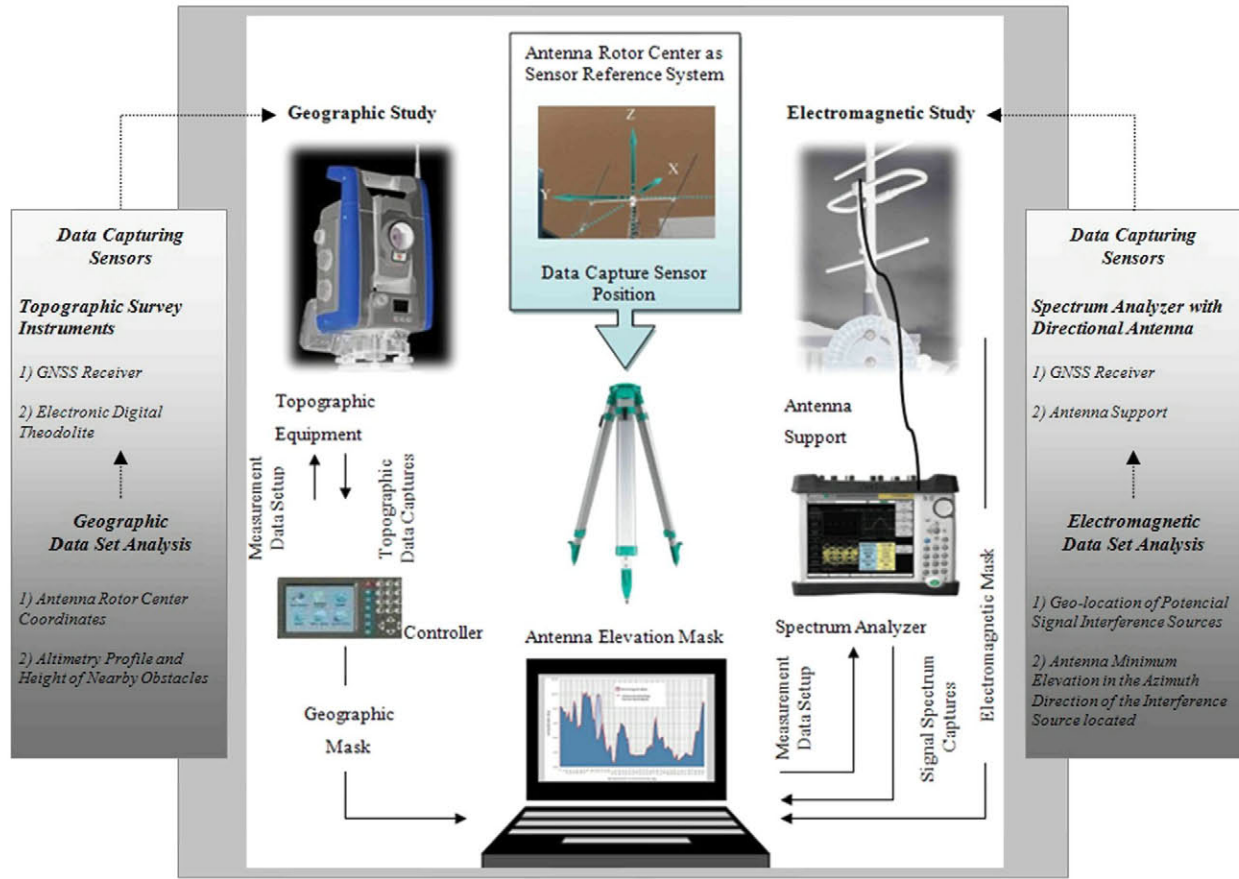 Antenna Rotor Center as
Sensor Reference System
Z
X
Y
Data Capture Sensor
Position
Geographic Study
Electromagnetic Study
Data Capturing
Sensors
Topographic Survey
Instruments
1) GNSS Receiver
2) Electronic Digital
Theodolite
Geographic
Data Set Analysis
1) Antenna Rotor Center
Coordinates
2) Altimetry Profile and
Height of Nearby Obstacles
Topographic
Equipment
Measurement
Data Setup
Topographic
Data Captures
Controller
Geographic
Mask
Antenna Elevation Mask
Antenna
Support
Spectrum Analyzer
Measurement
Data Setup
Signal Spectrum
Captures
Electromagnetic Mask
Data Capturing
Sensors
Spectrum Analyzer with
Directional Antenna
1) GNSS Receiver
2) Antenna Support
Electromagnetic
Data Set Analysis
1) Geo-location of Potencial
Signal Interference Sources
2) Antenna Minimum
Elevation in the Azimuth
Direction of the Interference
Source located